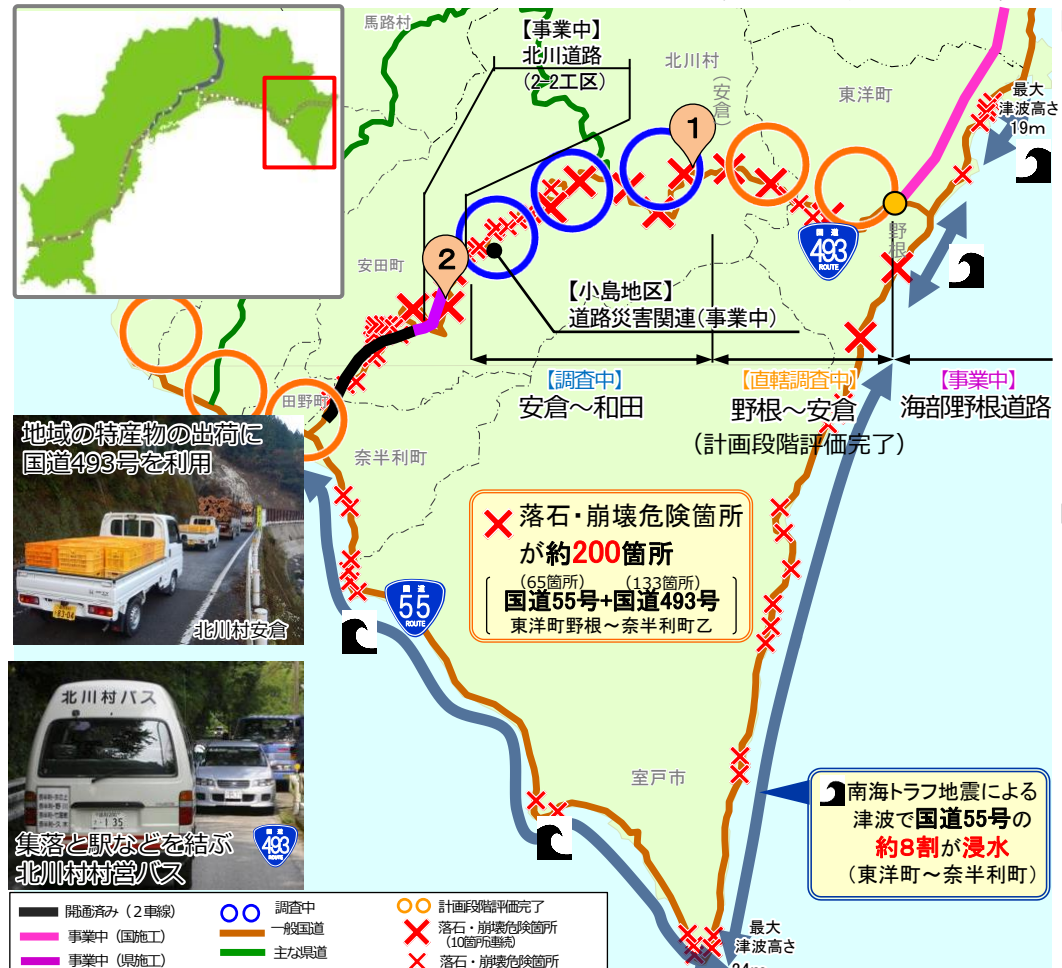 馬路村
【事業中】
北川道路
(2-2工区)
北川村
(安倉)
東洋町
最大
津波高さ
19m
1
国道
493
ROUTE
野根
安田町
2
【小島地区】
道路災害関連(事業中)
【調査中】
安倉～和田
【直轄調査中】
野根～安倉
(計画段階評価完了)
【事業中】
海部野根道路
田野町
奈半利町
地域の特産物の出荷に
国道493号を利用
83-04
北川村安倉
落石・崩壊危険箇所
が約200箇所
(65箇所) (133箇所)
国道55号+国道493号
東洋町野根～奈半利町乙
国道
55
ROUTE
北川村バス
・135
集落と駅などを結ぶ
北川村村営バス
国道
493
ROUTE
室戸市
南海トラフ地震による
津波で国道55号の
約8割が浸水
(東洋町～奈半利町)
最大
津波高さ
24m
開通済み (2車線)
事業中 (国施工)
事業中 (県施工)
調査中
一般国道
主な県道
計画段階評価完了
落石・崩壊危険箇所
(10箇所連続)
落石・崩壊危険箇所